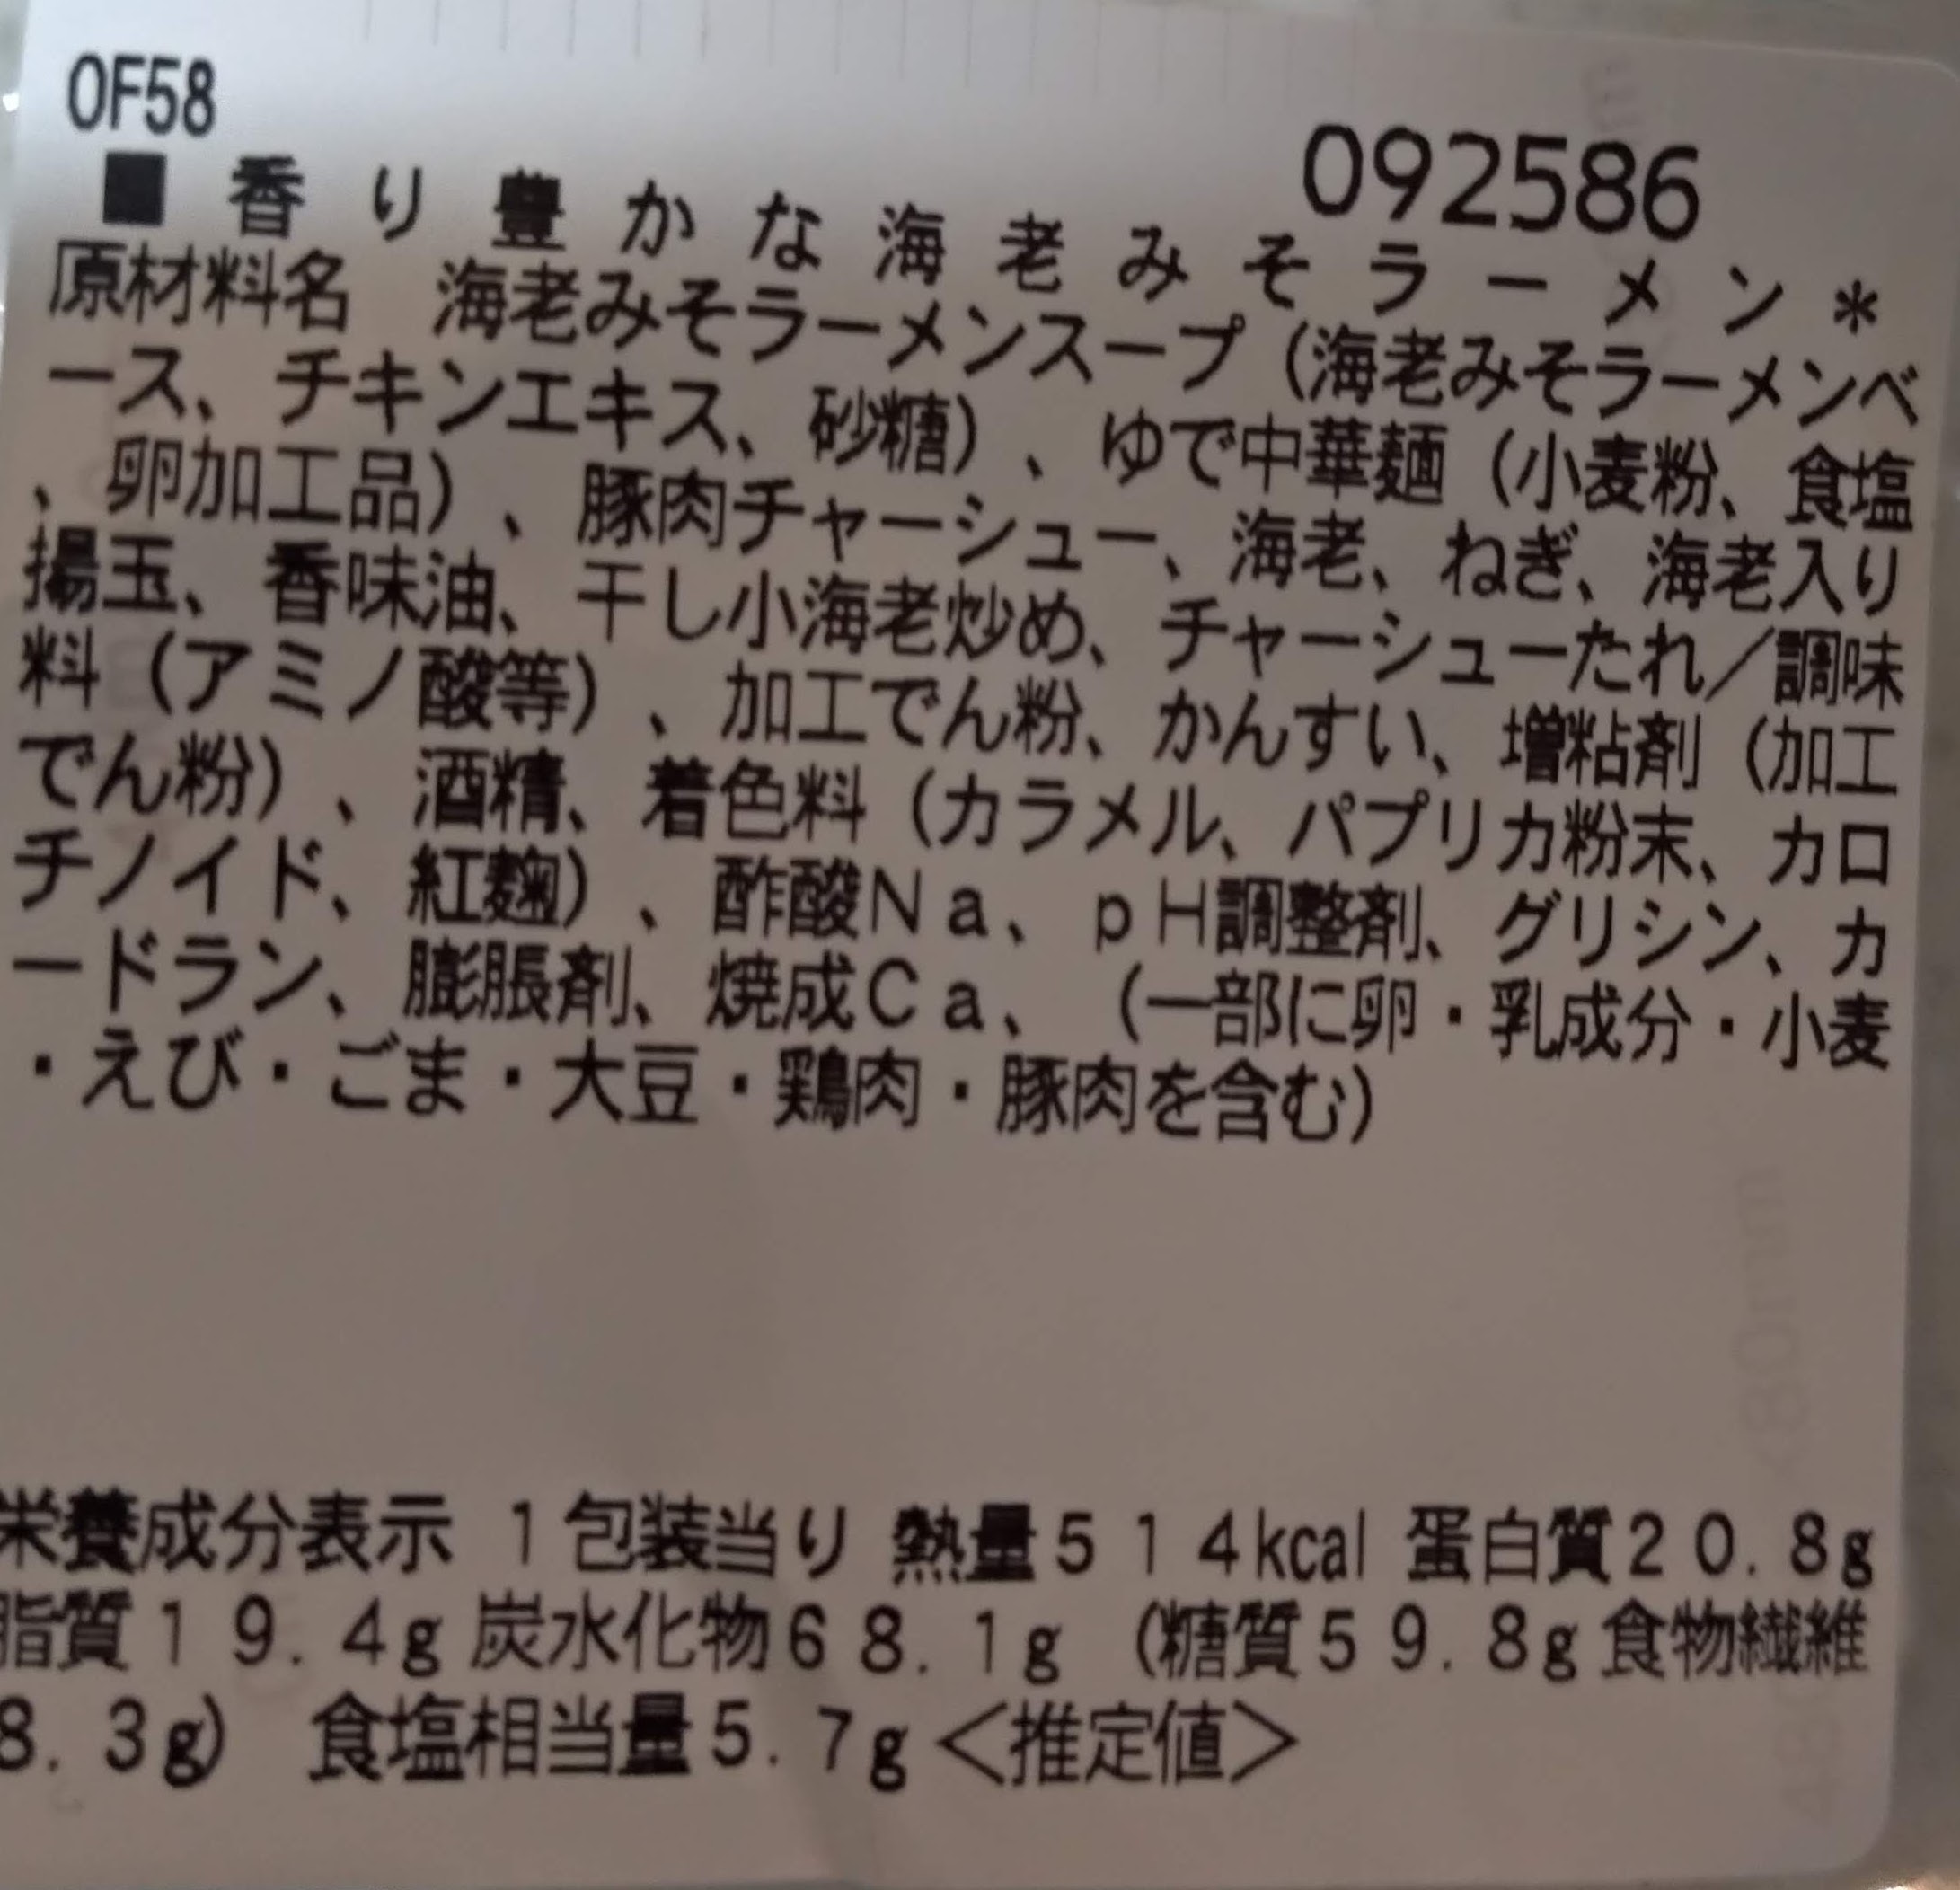 0F58
092586
■香り豊かな海老みそラーメン＊
原材料名　海老みそラーメンスープ（海老みそラーメンベ
ース、チキンエキス、砂糖）、ゆで中華麺（小麦粉、食塩
、卵加工品）、豚肉チャーシュー、海老、ねぎ、海老入り
揚玉、香味油、干し小海老炒め、チャーシューたれ／調味
料（アミノ酸等）、加工でん粉、かんすい、増粘剤（加工
でん粉）、酒精、着色料（カラメル、パプリカ粉末、カロ
チノイド、紅麹）、酢酸Ｎａ、ｐＨ調整剤、グリシン、カ
ードラン、膨脹剤、焼成Ｃａ、（一部に卵・乳成分・小麦
・えび・ごま・大豆・鶏肉・豚肉を含む）
栄養成分表示 １包装当り 熱量５１４kcal 蛋白質２０．８g
脂質１９．４g 炭水化物６８．１g （糖質５９．８g 食物繊維
８．３g） 食塩相当量５．７g＜推定値＞